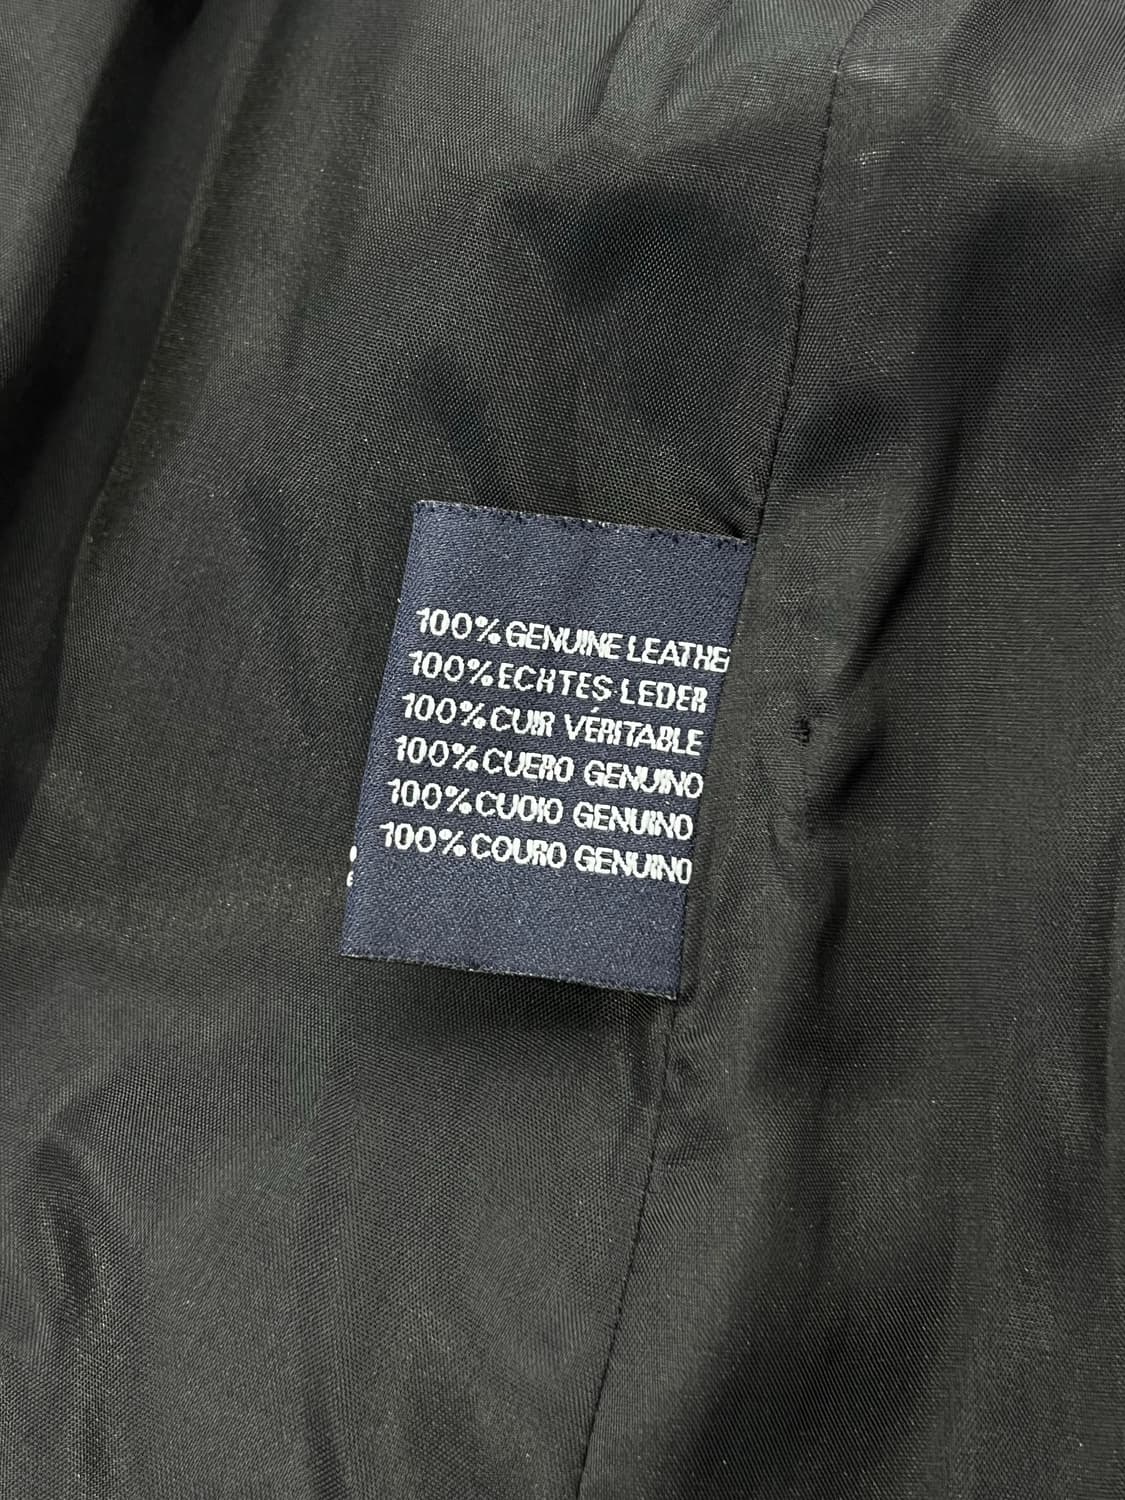 100% GENUINE LEATHE
100% ECHTES LEDER
100% CUIR VÉRITABLE
100% CUERO GENUINO
100% CUOIO GENUINO
100% COURO GENUINO